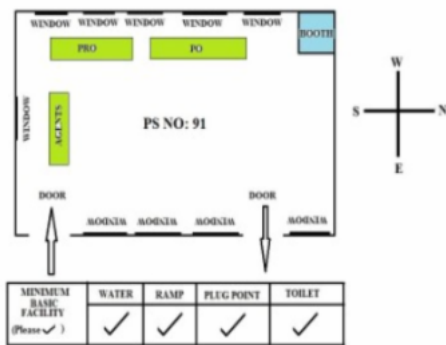 WINDOW WINDOW WINDOW WINDOW WINDOW
BOOTH
PRO PO
WINDOW
AGENTS
PS NO: 91
W
S N
E
DOOR DOOR
WINDOW WINDOW WINDOW WINDOW
MINIMUM BASIC FACILITY (Please ✓ )
WATER RAMP PLUG POINT TOILET
✓ ✓ ✓ ✓